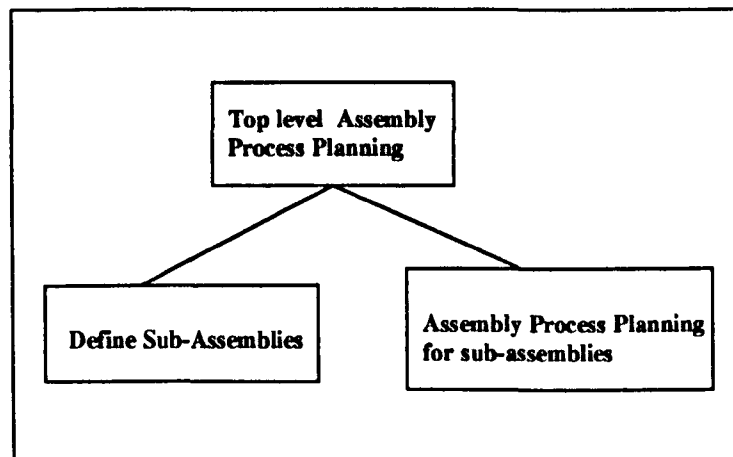 Top level Assembly
Process Planning
Define Sub-Assemblies
Assembly Process Planning
for sub-assemblies